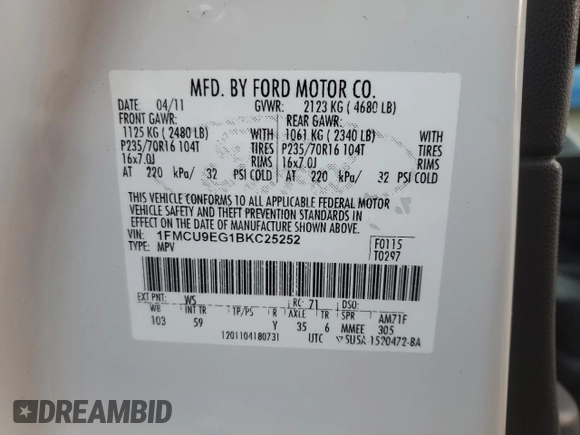 MFD. BY FORD MOTOR CO.
DATE: 04/11 GVWR: 2123 KG ( 4680 LB)
FRONT GAWR: REAR GAWR:
1125 KG ( 2480 LB) WITH 1061 KG ( 2340 LB) WITH
P235/70R16 104T TIRES P235/70R16 104T TIRES
16x7.0J RIMS 16x7.0J RIMS
AT 220 kPa/ 32 PSI COLD AT 220 kPa/ 32 PSI COLD
THIS VEHICLE CONFORMS TO ALL APPLICABLE FEDERAL MOTOR
VEHICLE SAFETY AND THEFT PREVENTION STANDARDS IN
EFFECT ON THE DATE OF MANUFACTURE SHOWN ABOVE.
VIN: 1FMCU9EG1BKC25252 F0115
TYPE: MPV T0297
EXT PNT: WS RC: 71 DSO:
WB INT TR TP/PS R AXLE TR SPR AM71F
103 59 Y 35 6 MMEE 305
1201104180731 UTC 5U5A-1520472-BA
DREAMBID